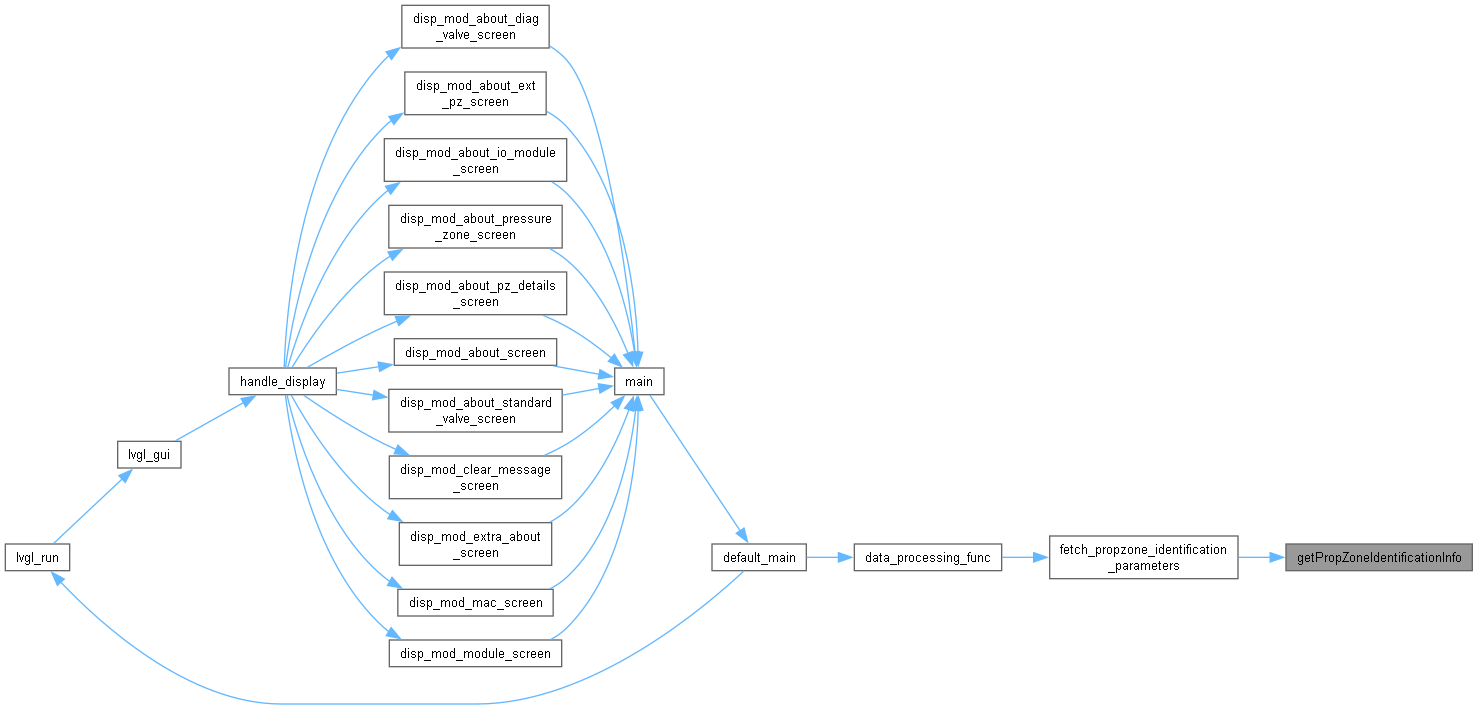 disp_mod_about_diag
_valve_screen
disp_mod_about_ext
_pz_screen
disp_mod_about_io_module
_screen
disp_mod_about_pressure
_zone_screen
disp_mod_about_pz_details
_screen
disp_mod_about_screen
handle_display
main
disp_mod_about_standard
_valve_screen
lvgl_gui
disp_mod_clear_message
_screen
disp_mod_extra_about
_screen
lvgl_run
default_main
data_processing_func
fetch_propzone_identification
_parameters
getPropZoneIdentificationInfo
disp_mod_mac_screen
disp_mod_module_screen